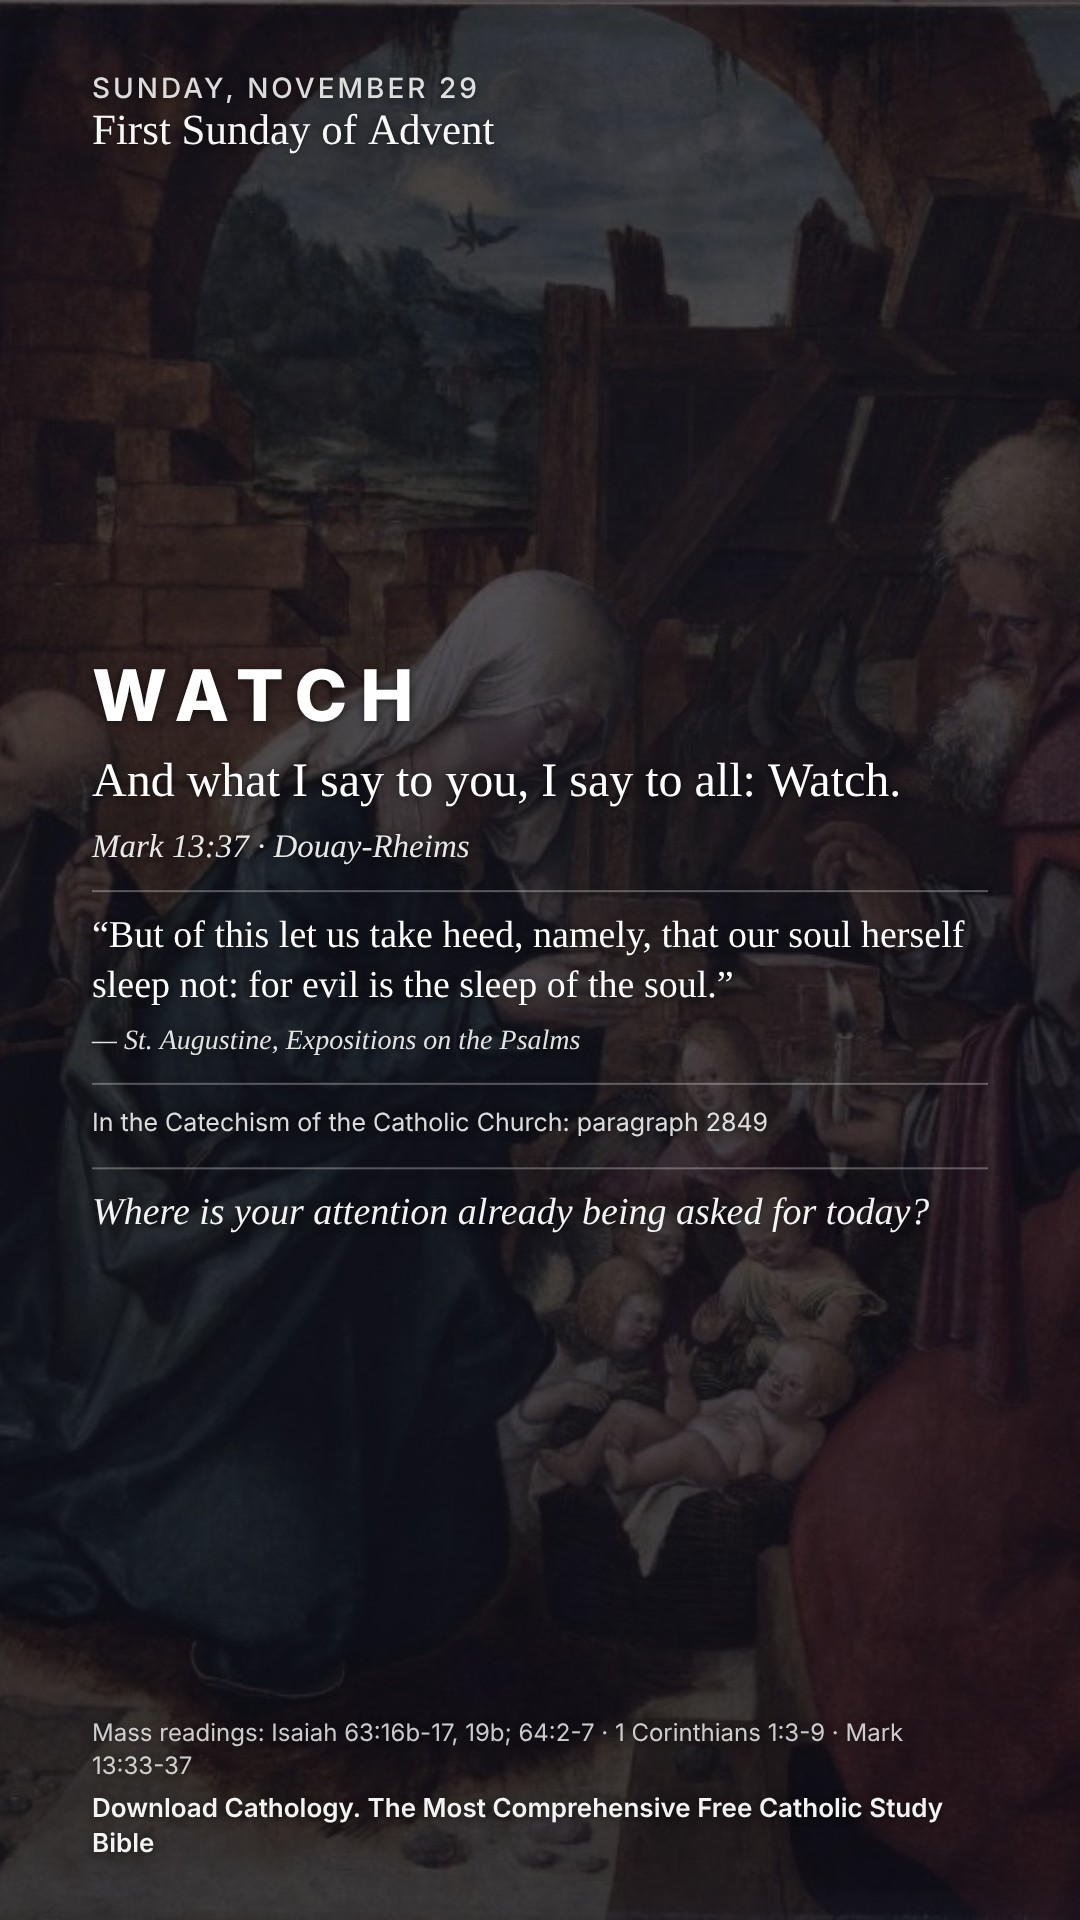 SUNDAY, NOVEMBER 29
First Sunday of Advent
WATCH
And what I say to you, I say to all: Watch.
Mark 13:37 · Douay-Rheims
“But of this let us take heed, namely, that our soul herself
sleep not: for evil is the sleep of the soul.”
— St. Augustine, Expositions on the Psalms
In the Catechism of the Catholic Church: paragraph 2849
Where is your attention already being asked for today?
Mass readings: Isaiah 63:16b-17, 19b; 64:2-7 · 1 Corinthians 1:3-9 · Mark
13:33-37
Download Cathology. The Most Comprehensive Free Catholic Study
Bible